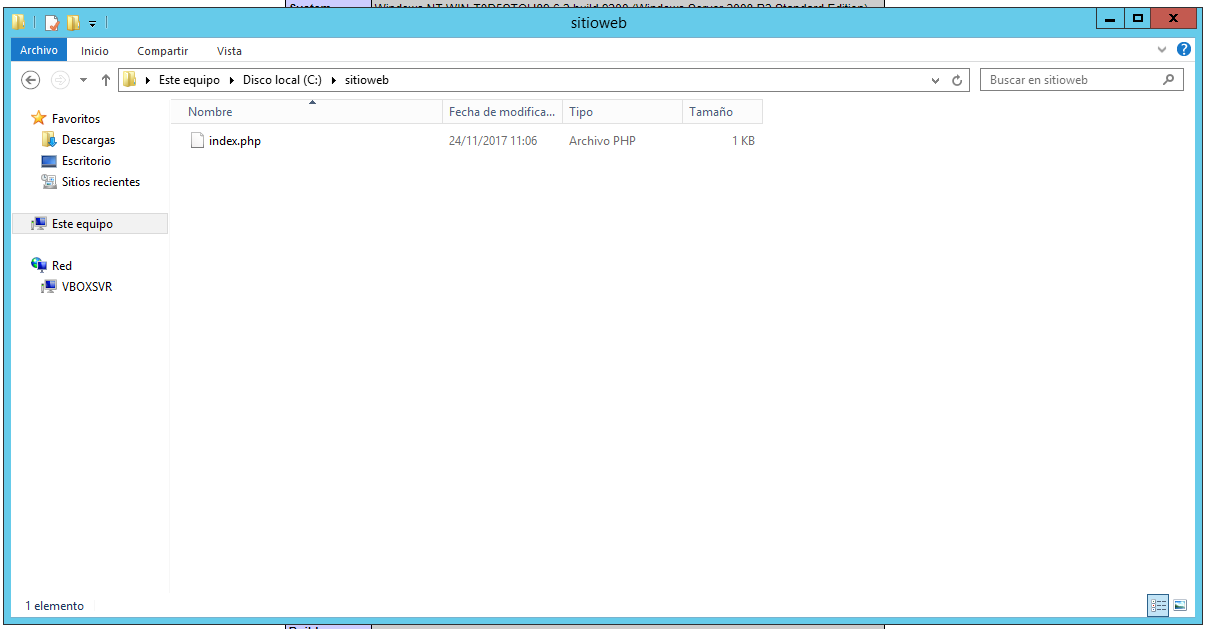 sitioweb
Archivo Inicio Compartir Vista
Este equipo Disco local (C:) sitioweb Buscar en sitioweb
Favoritos
Descargas
Escritorio
Sitios recientes
Este equipo
Red
VBOXSVR
Nombre Fecha de modifica... Tipo Tamaño
index.php 24/11/2017 11:06 Archivo PHP 1 KB
1 elemento